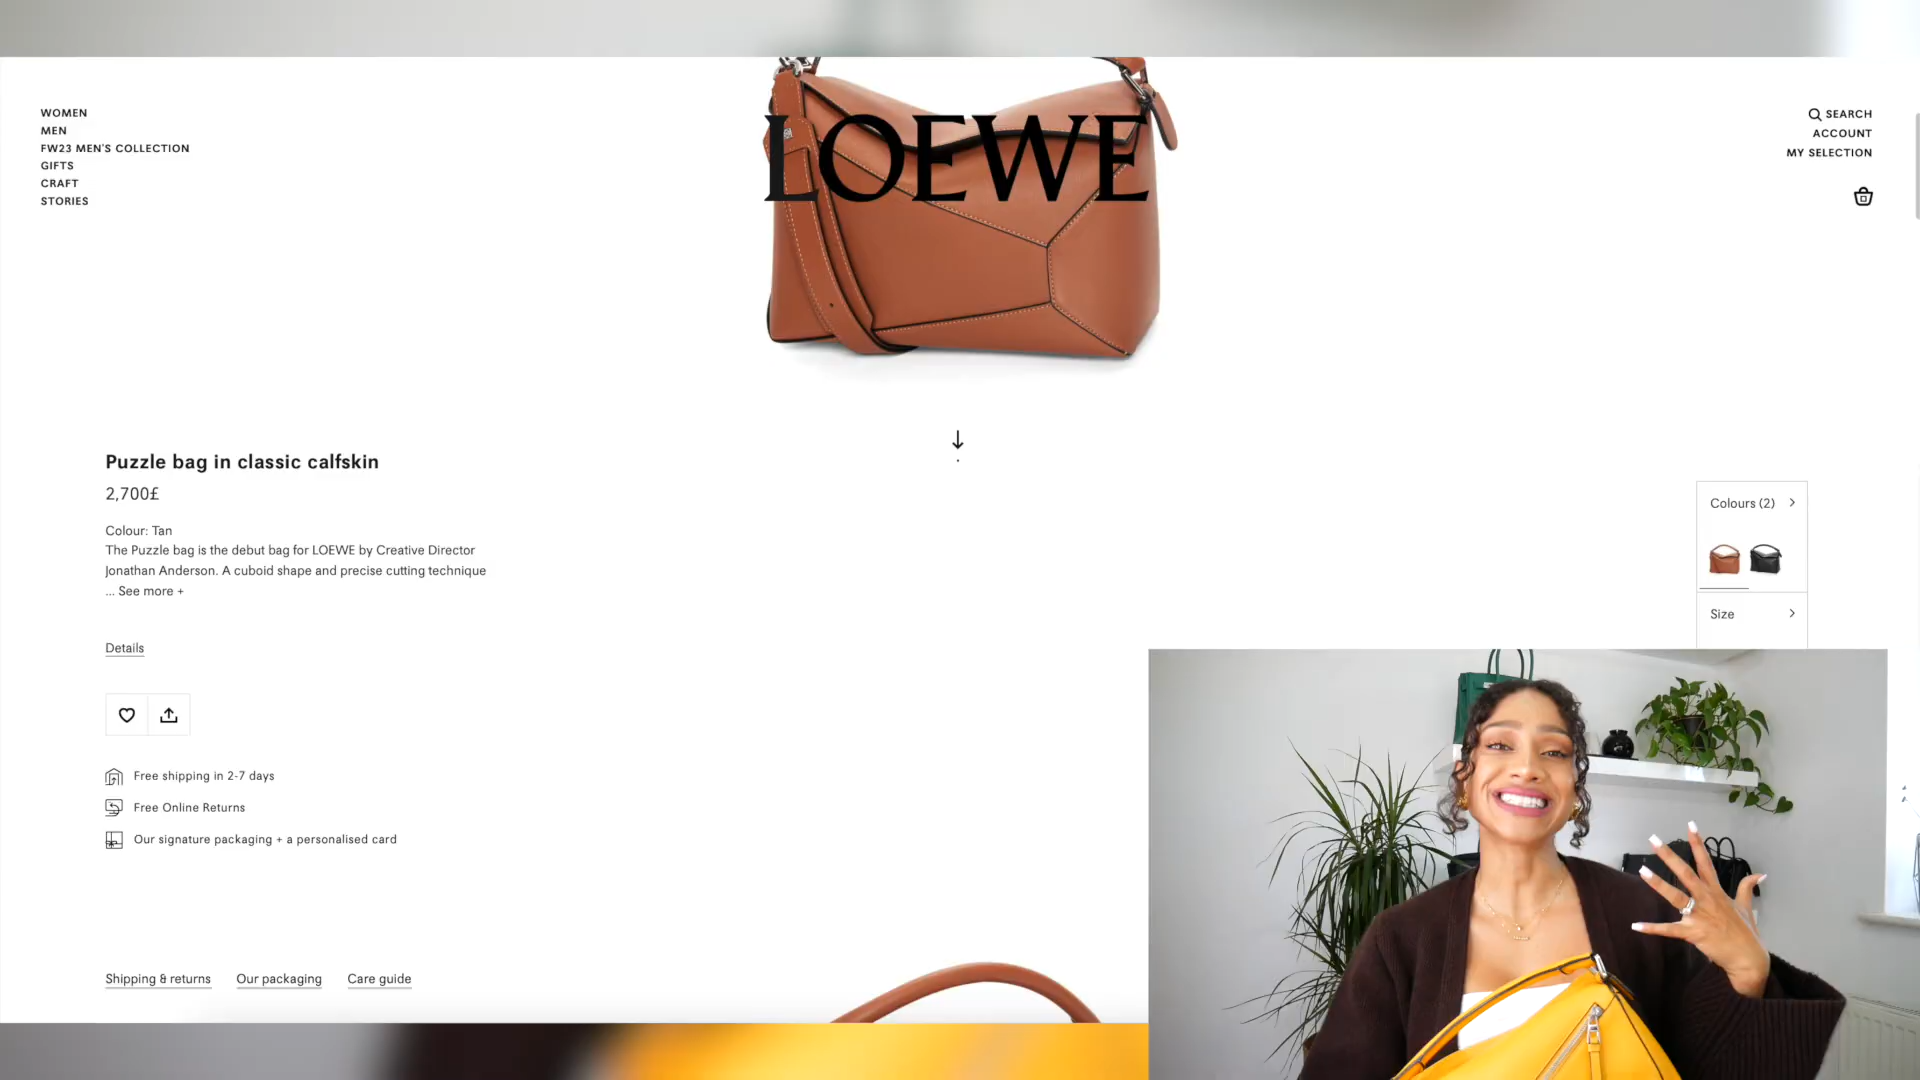 WOMEN
MEN
FW23 MEN'S COLLECTION
GIFTS
CRAFT
STORIES
LOEWE
SEARCH
ACCOUNT
MY SELECTION
Puzzle bag in classic calfskin
2,700£
Colour: Tan
The Puzzle bag is the debut bag for LOEWE by Creative Director
Jonathan Anderson. A cuboid shape and precise cutting technique
... See more +
Details
Free shipping in 2-7 days
Free Online Returns
Our signature packaging + a personalised card
Shipping & returns Our packaging Care guide
Colours (2)
Size